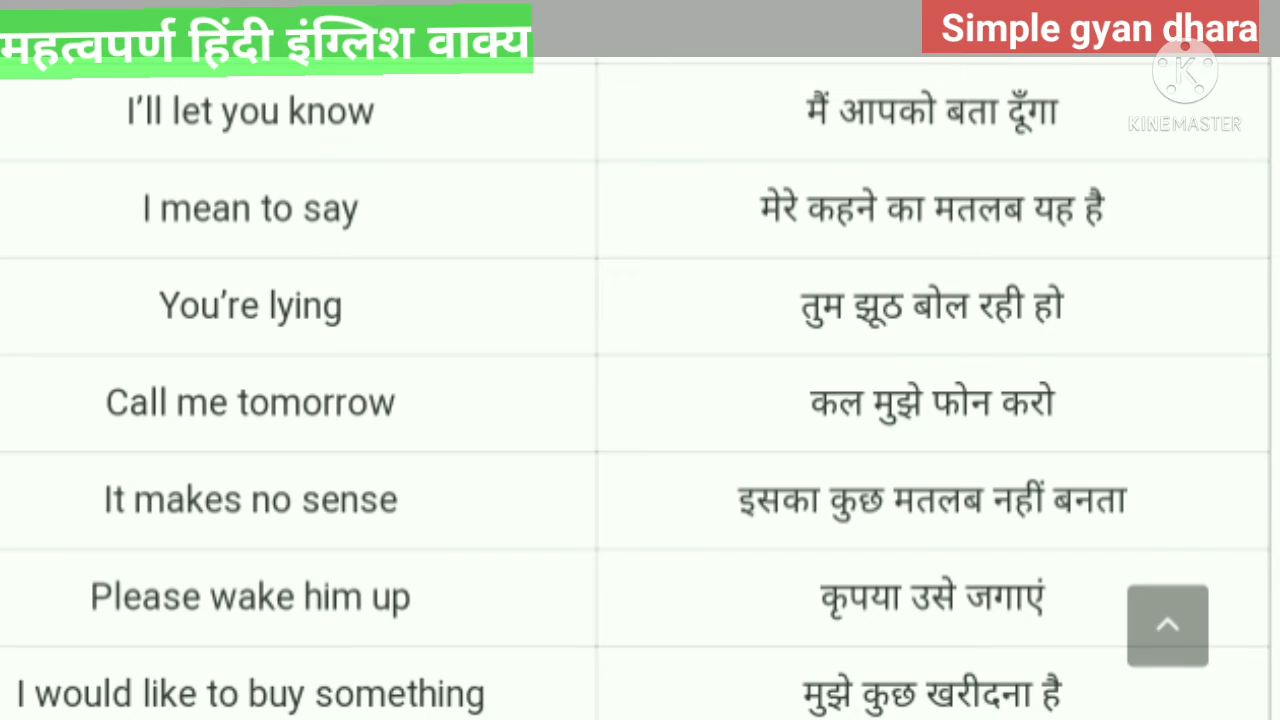 महत्वपर्ण हिंदी इंग्लिश वाक्य
Simple gyan dhara
KINEMASTER
I’ll let you know मैं आपको बता दूँगा
I mean to say मेरे कहने का मतलब यह है
You’re lying तुम झूठ बोल रही हो
Call me tomorrow कल मुझे फोन करो
It makes no sense इसका कुछ मतलब नहीं बनता
Please wake him up कृपया उसे जगाएं
I would like to buy something मुझे कुछ खरीदना है